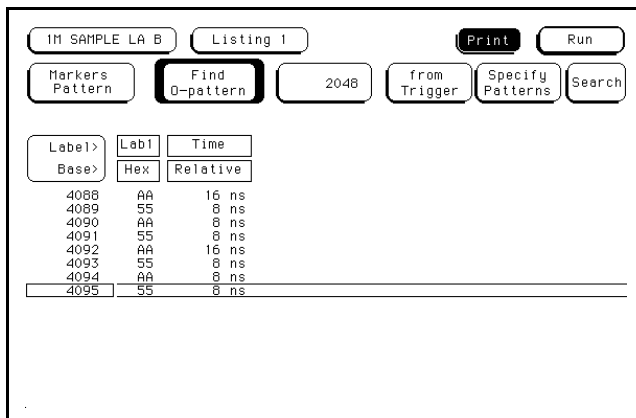 1M SAMPLE LA B Listing 1 Print Run
Markers Pattern Find O-pattern 2048 from Trigger Specify Patterns Search
Label> Lab1 Time
Base> Hex Relative
4088 AA 16 ns
4089 55 8 ns
4090 AA 8 ns
4091 55 8 ns
4092 AA 16 ns
4093 55 8 ns
4094 AA 8 ns
4095 55 8 ns